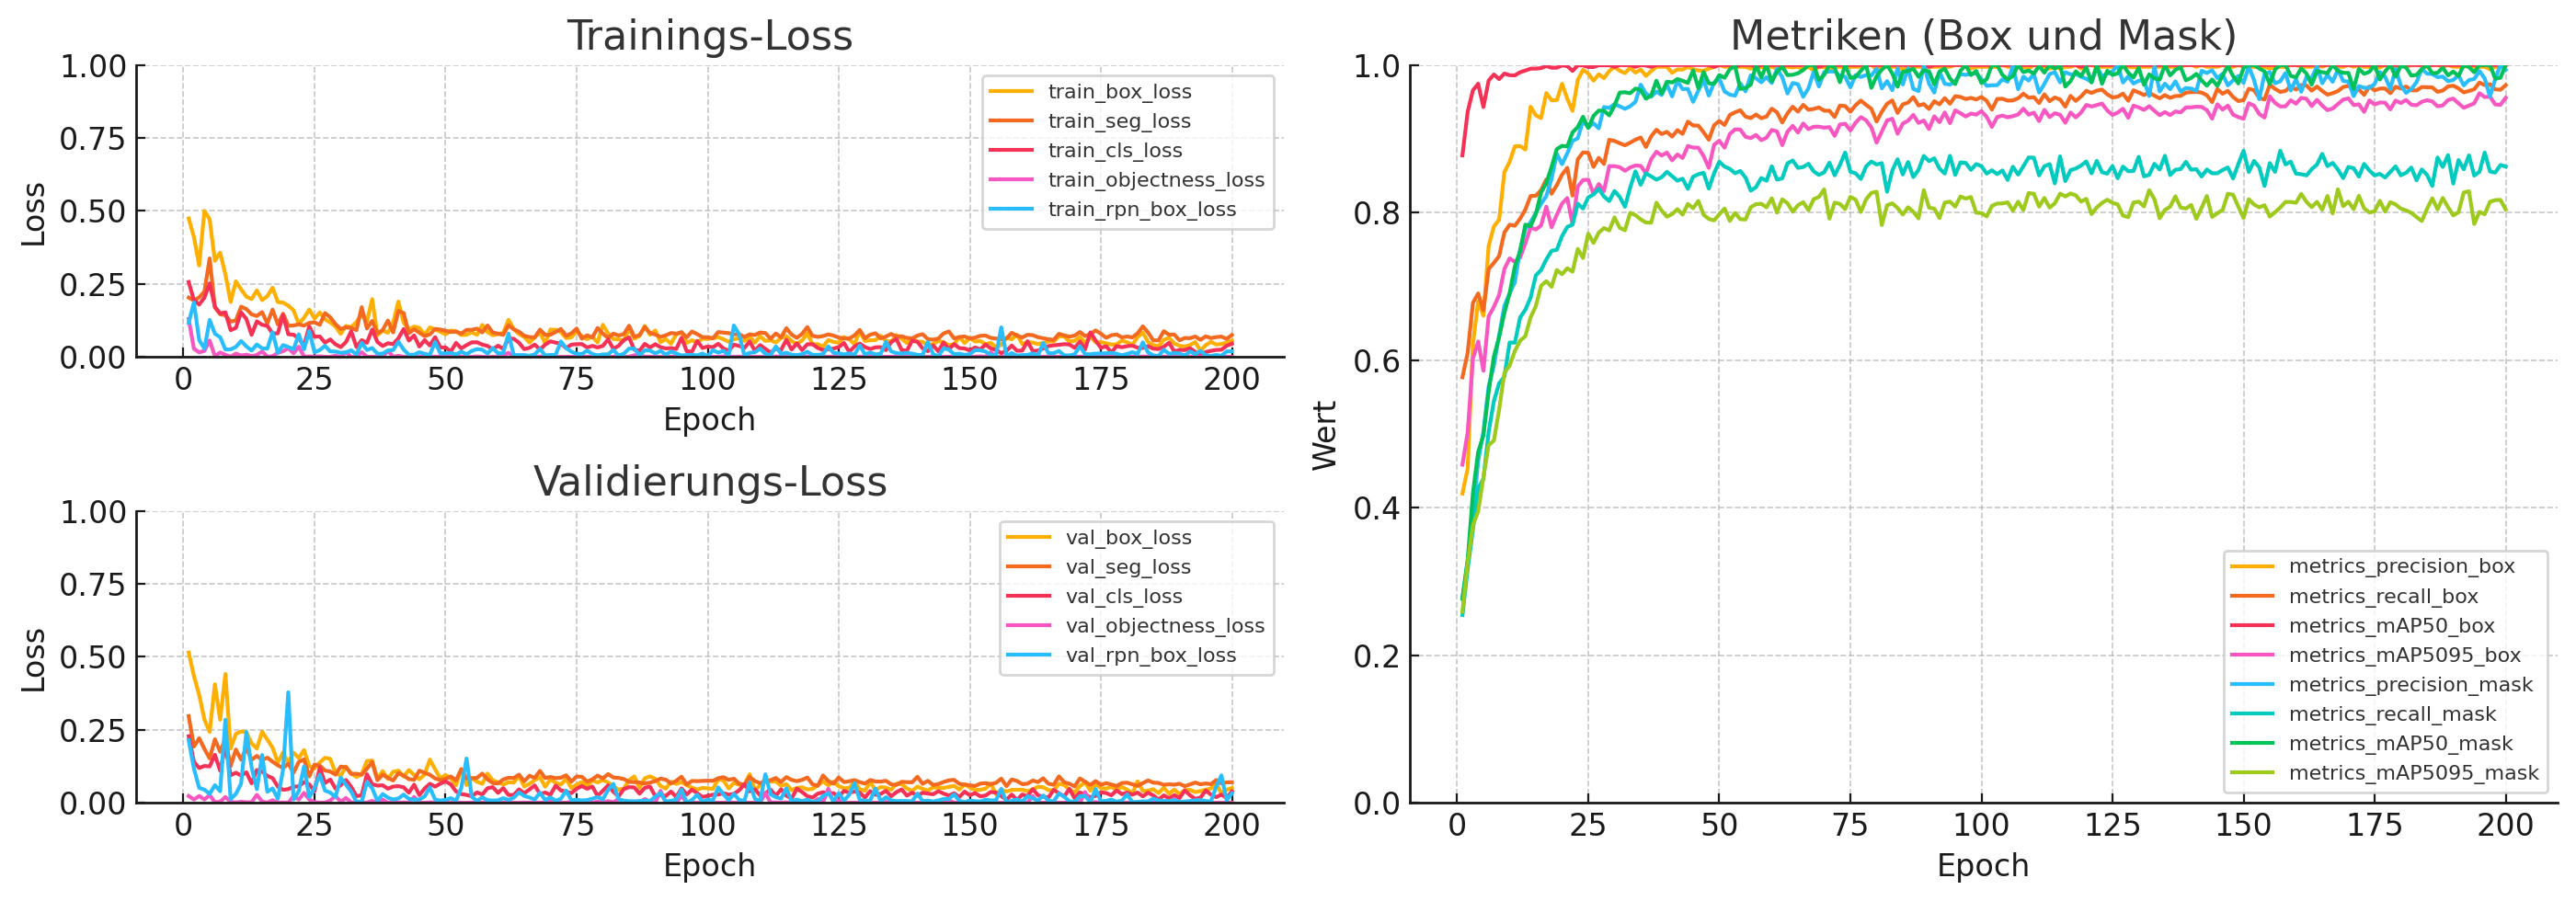 Trainings-Loss
1.00
0.75
0.50
0.25
0.00
Loss
train_box_loss
train_seg_loss
train_cls_loss
train_objectness_loss
train_rpn_box_loss
0 25 50 75 100 125 150 175 200
Epoch
Validierungs-Loss
1.00
0.75
0.50
0.25
0.00
Loss
val_box_loss
val_seg_loss
val_cls_loss
val_objectness_loss
val_rpn_box_loss
0 25 50 75 100 125 150 175 200
Epoch
Metriken (Box und Mask)
1.0
0.8
0.6
0.4
0.2
0.0
Wert
metrics_precision_box
metrics_recall_box
metrics_mAP50_box
metrics_mAP5095_box
metrics_precision_mask
metrics_recall_mask
metrics_mAP50_mask
metrics_mAP5095_mask
0 25 50 75 100 125 150 175 200
Epoch